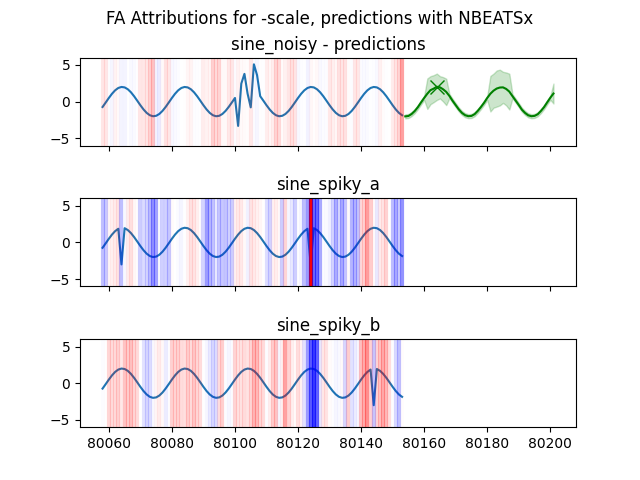 FA Attributions for -scale, predictions with NBEATSx
sine_noisy - predictions
5
0
−5
sine_spiky_a
5
0
−5
sine_spiky_b
5
0
−5
80060 80080 80100 80120 80140 80160 80180 80200